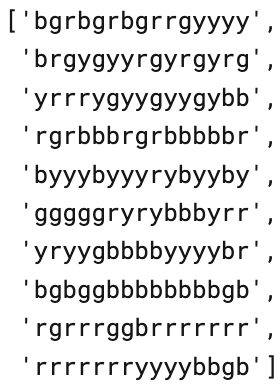 ['bgrbgrbgrrgyyyy',
'brgygyyrgyrgyrg',
'yrrrygyygyygybb',
'rgrbbbrgrbbbbbr',
'byyybyyyrybyyby',
'gggggryrybbbyrr',
'yryygbbbbyyyybr',
'bgbggbbbbbbbbgb',
'rgrrrggbrrrrrrr',
'rrrrrrryyyybbgb']